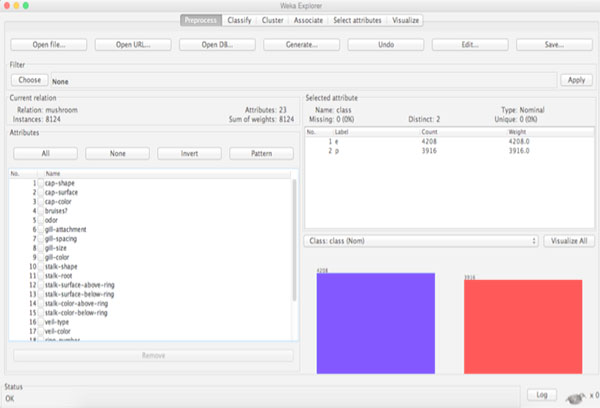 Weka Explorer
Preprocess Classify Cluster Associate Select attributes Visualize
Open file... Open URL... Open DB... Generate... Undo Edit... Save...
Filter
Choose None Apply
Current relation
Relation: mushroom Attributes: 23
Instances: 8124 Sum of weights: 8124
Attributes
All None Invert Pattern
No. Name
1 cap-shape
2 cap-surface
3 cap-color
4 bruises?
5 odor
6 gill-attachment
7 gill-spacing
8 gill-size
9 gill-color
10 stalk-shape
11 stalk-root
12 stalk-surface-above-ring
13 stalk-surface-below-ring
14 stalk-color-above-ring
15 stalk-color-below-ring
16 veil-type
17 veil-color
18 ring-number
Remove
Selected attribute
Name: class Type: Nominal
Missing: 0 (0%) Distinct: 2 Unique: 0 (0%)
No. Label Count Weight
1 e 4208 4208.0
2 p 3916 3916.0
Class: class (Nom) Visualize All
4208
3916
Status
OK
Log x 0